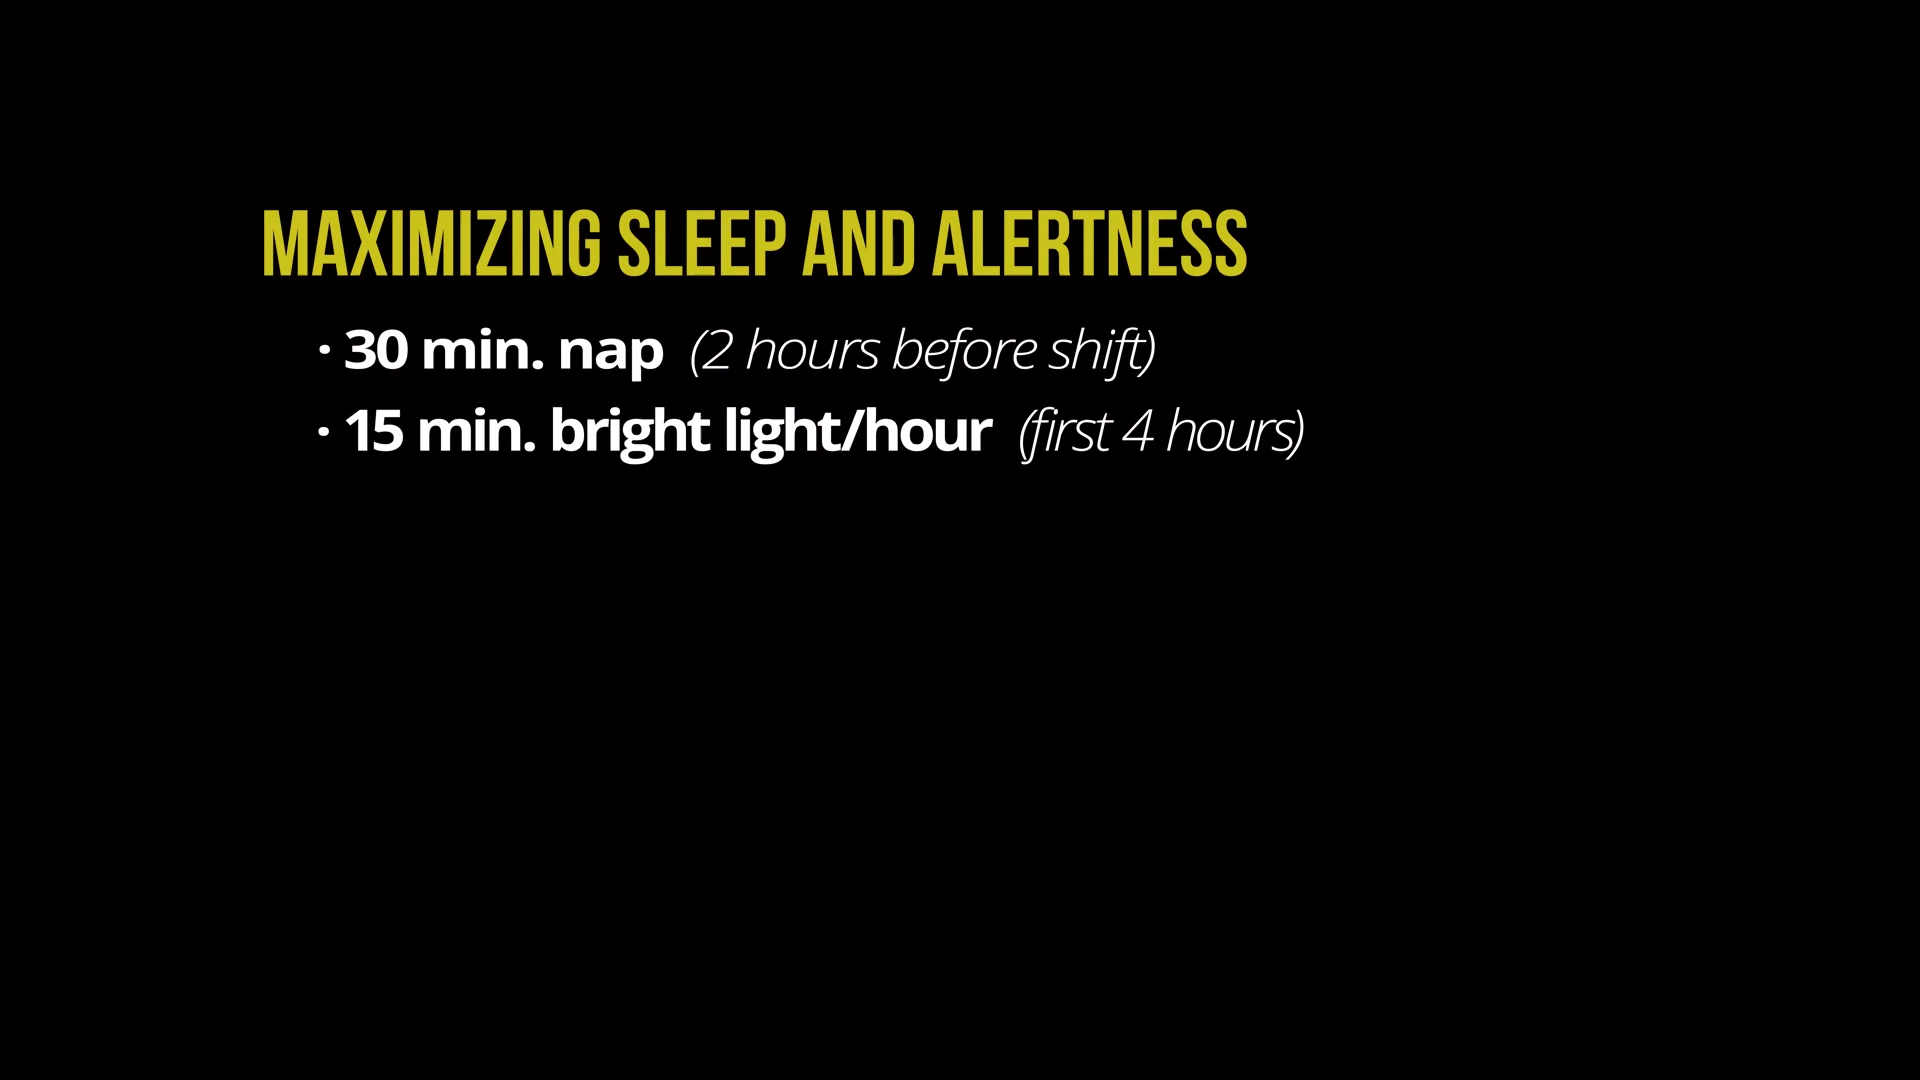 MAXIMIZING SLEEP AND ALERTNESS
· 30 min. nap (2 hours before shift)
· 15 min. bright light/hour (first 4 hours)